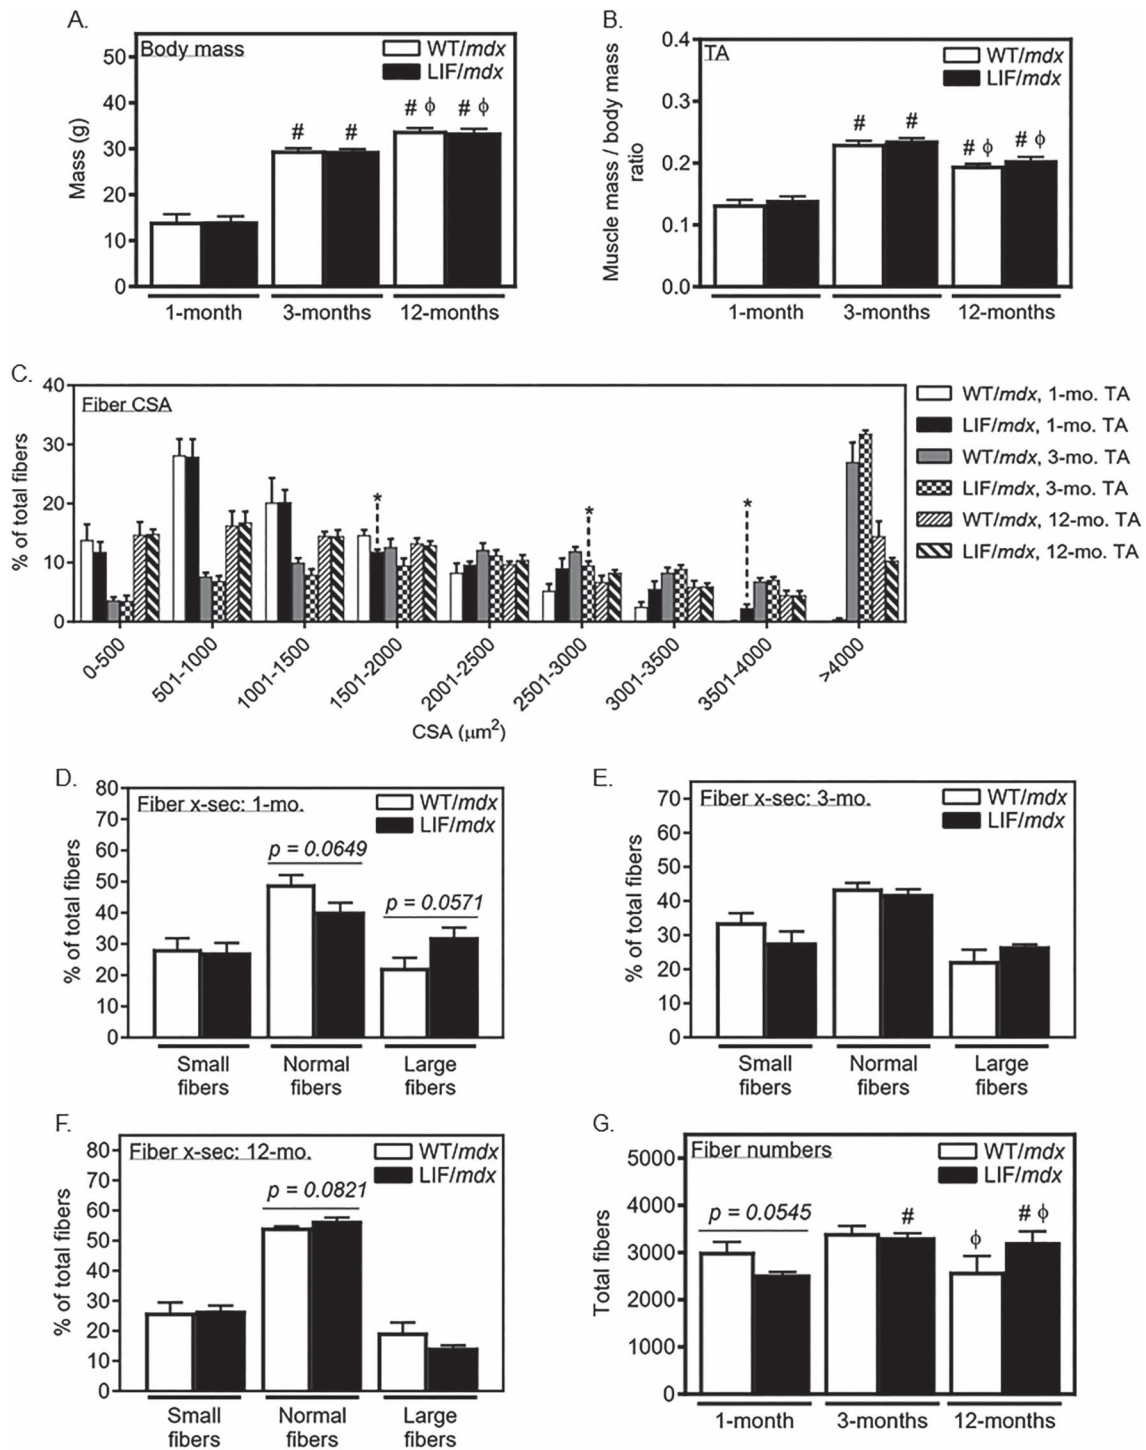 A.
Body mass
WT/mdx
LIF/mdx
Mass (g)
50
40
30
20
10
0
# # # ϕ # ϕ
1-month 3-months 12-months
B.
TA
WT/mdx
LIF/mdx
Muscle mass / body mass
ratio
0.4
0.3
0.2
0.1
0.0
# # # ϕ # ϕ
1-month 3-months 12-months
C.
Fiber CSA
% of total fibers
40
30
20
10
0
* * *
0-500 501-1000 1001-1500 1501-2000 2001-2500 2501-3000 3001-3500 3501-4000 >4000
CSA (μm²)
WT/mdx, 1-mo. TA
LIF/mdx, 1-mo. TA
WT/mdx, 3-mo. TA
LIF/mdx, 3-mo. TA
WT/mdx, 12-mo. TA
LIF/mdx, 12-mo. TA
D.
Fiber x-sec: 1-mo.
WT/mdx
LIF/mdx
% of total fibers
80
70
60
50
40
30
20
10
0
p = 0.0649
p = 0.0571
Small Normal Large
fibers fibers fibers
E.
Fiber x-sec: 3-mo.
WT/mdx
LIF/mdx
% of total fibers
70
60
50
40
30
20
10
0
Small Normal Large
fibers fibers fibers
F.
Fiber x-sec: 12-mo.
WT/mdx
LIF/mdx
% of total fibers
80
70
60
50
40
30
20
10
0
p = 0.0821
Small Normal Large
fibers fibers fibers
G.
Fiber numbers
WT/mdx
LIF/mdx
Total fibers
5000
4000
3000
2000
1000
0
p = 0.0545
# ϕ # ϕ
1-month 3-months 12-months